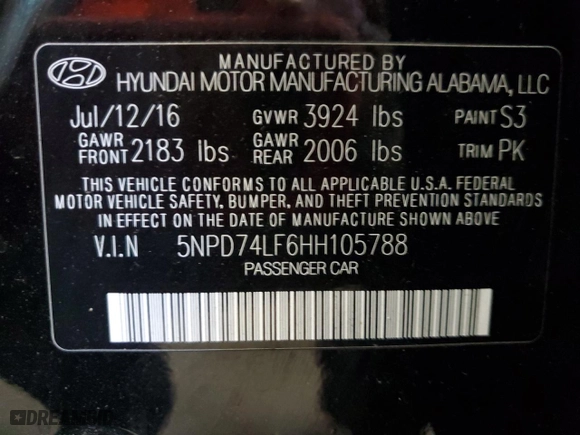 MANUFACTURED BY
HYUNDAI MOTOR MANUFACTURING ALABAMA, LLC
Jul/12/16 GVWR 3924 lbs PAINT S3
GAWR FRONT 2183 lbs GAWR REAR 2006 lbs TRIM PK
THIS VEHICLE CONFORMS TO ALL APPLICABLE U.S.A. FEDERAL
MOTOR VEHICLE SAFETY, BUMPER, AND THEFT PREVENTION STANDARDS
IN EFFECT ON THE DATE OF MANUFACTURE SHOWN ABOVE.
V.I.N 5NPD74LF6HH105788
PASSENGER CAR